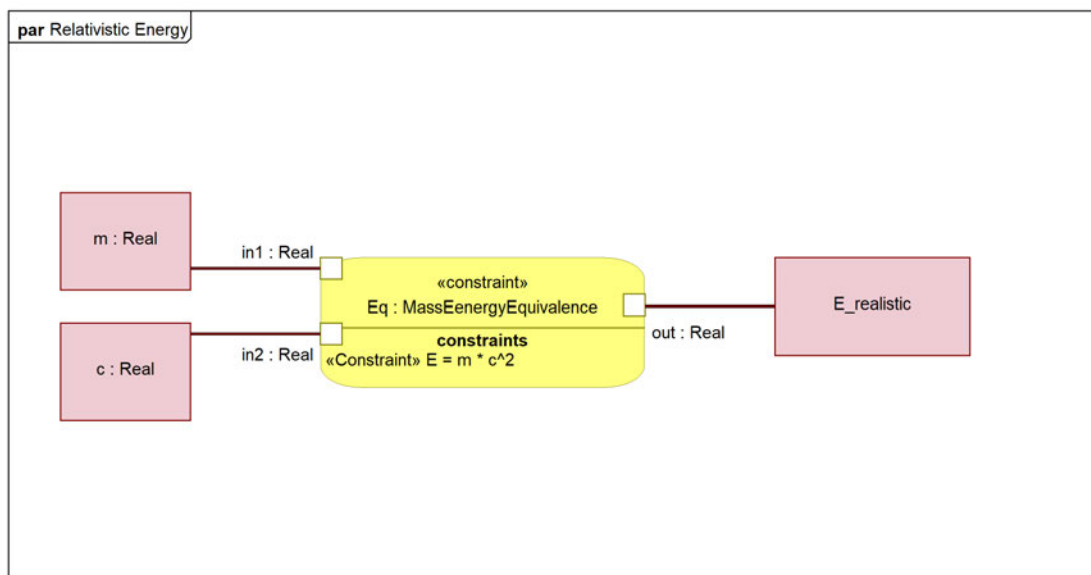 par Relativistic Energy
m : Real
in1 : Real
«constraint»
Eq : MassEenergyEquivalence
E_realistic
out : Real
constraints
in2 : Real
«Constraint» E = m * c^2
c : Real